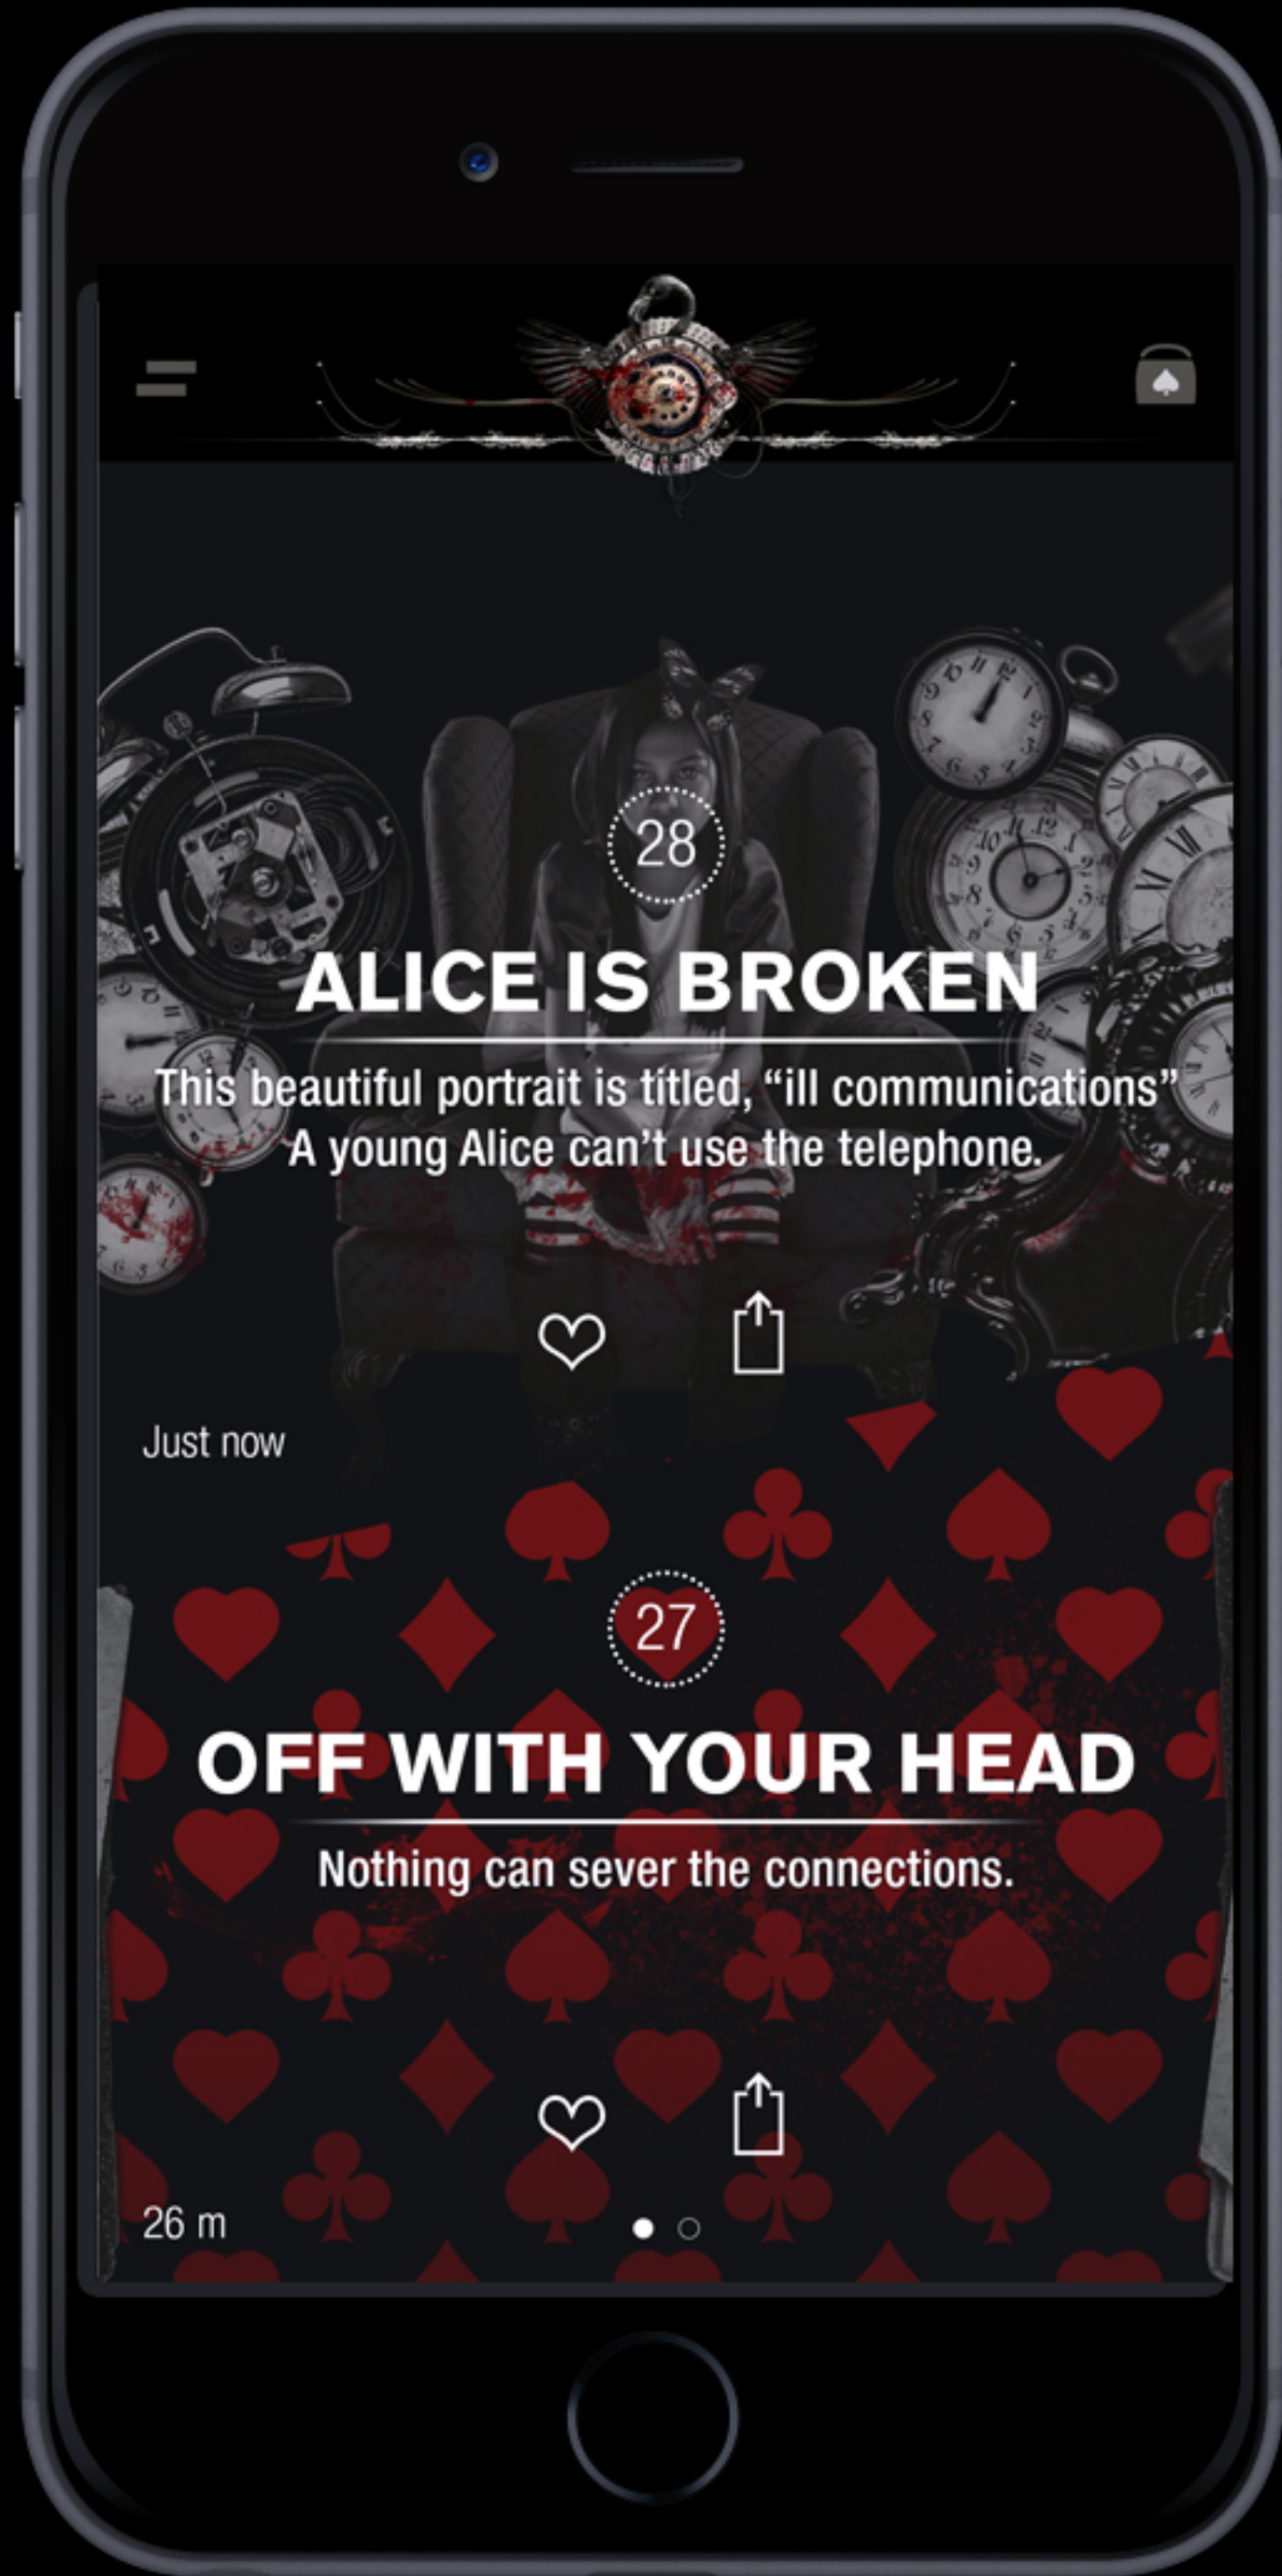 28
ALICE IS BROKEN
This beautiful portrait is titled, “ill communications”
A young Alice can’t use the telephone.
Just now
27
OFF WITH YOUR HEAD
Nothing can sever the connections.
26 m